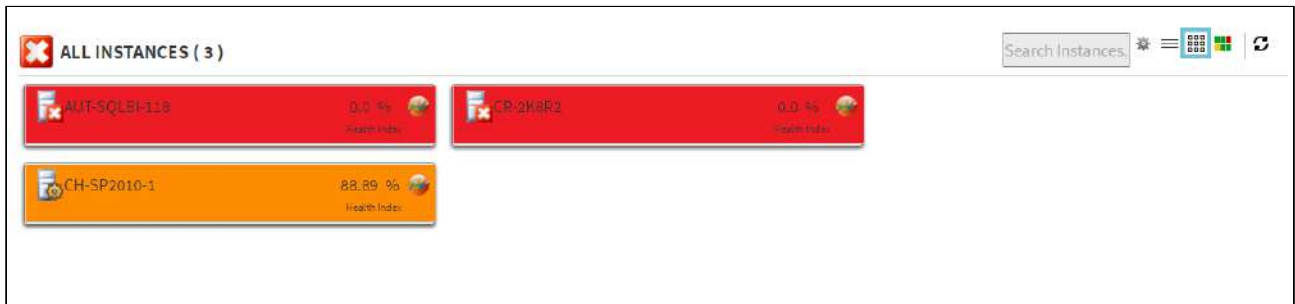 ALL INSTANCES ( 3 )
Search Instances.
AUT-SQLBI-118 0.0 %
Health Index
CR-2K8R2 0.0 %
Health Index
CH-SP2010-1 88.89 %
Health Index